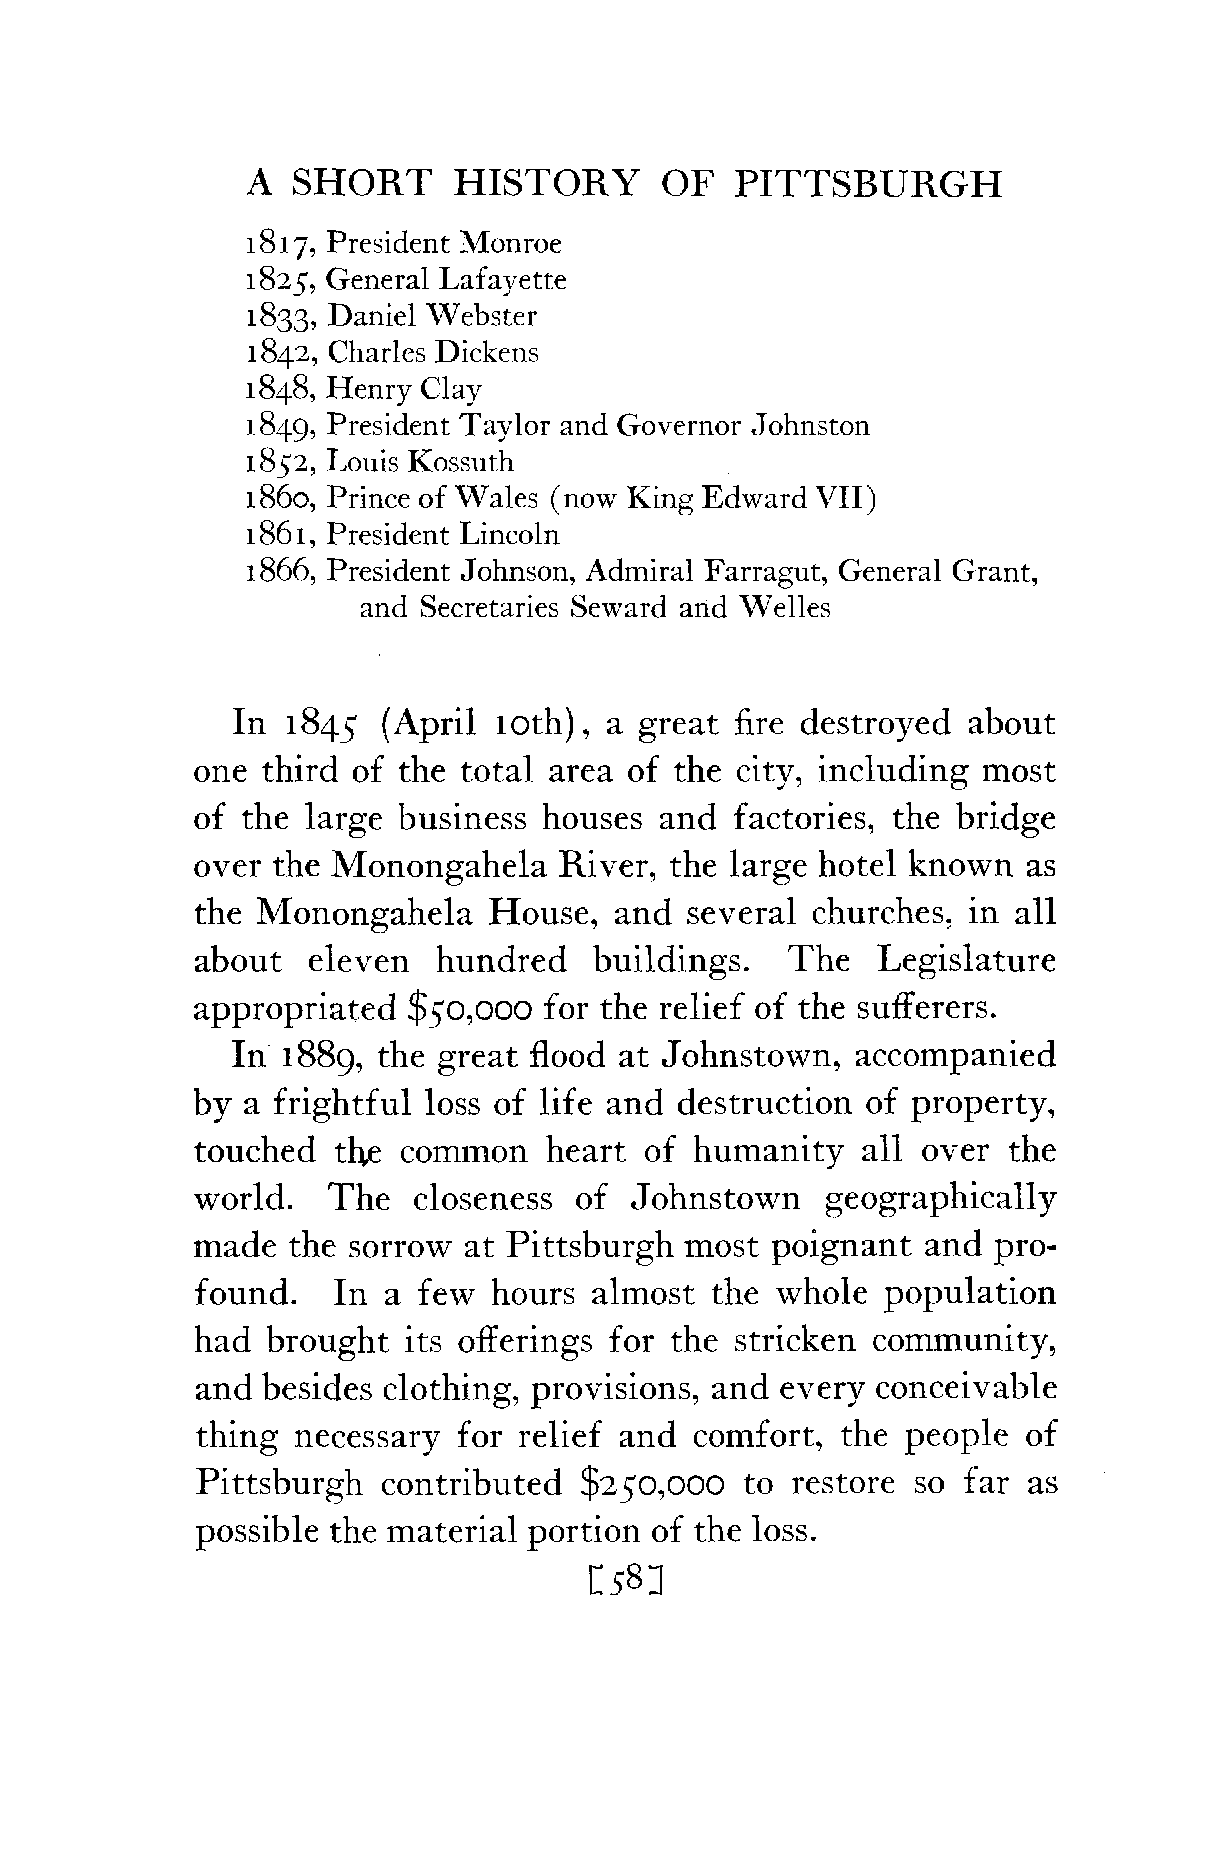 A SHORT HISTORY OF PITTSBURGH
1817, President Monroe
1825, General Lafayette
1833, Daniel Webster
1842, Charles Dickens
1848, Henry Clay
1849, President Taylor and Governor Johnston
1852, Louis Kossuth
1860, Prince of Wales (now King Edward VII)
1861, President Lincoln
1866, President Johnson, Admiral Farragut, General Grant,
and Secretaries Seward and Welles
In 1845 (April 10th), a great fire destroyed about
one third of the total area of the city, including most
of the large business houses and factories, the bridge
over the Monongahela River, the large hotel known as
the Monongahela House, and several churches, in all
about eleven hundred buildings. The Legislature
appropriated $50,000 for the relief of the sufferers.
In 1889, the great flood at Johnstown, accompanied
by a frightful loss of life and destruction of property,
touched the common heart of humanity all over the
world. The closeness of Johnstown geographically
made the sorrow at Pittsburgh most poignant and pro-
found. In a few hours almost the whole population
had brought its offerings for the stricken community,
and besides clothing, provisions, and every conceivable
thing necessary for relief and comfort, the people of
Pittsburgh contributed $250,000 to restore so far as
possible the material portion of the loss.
[58]